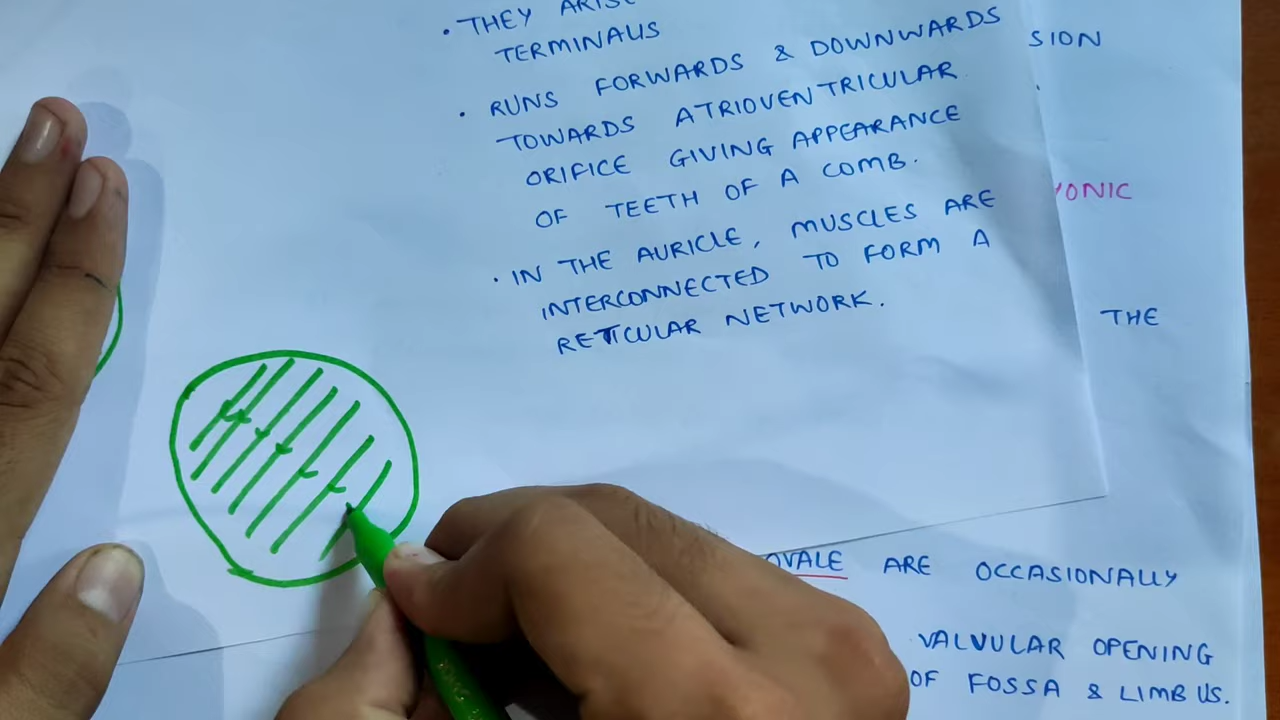 • THEY ARISE
TERMINALIS
• RUNS FORWARDS & DOWNWARDS
TOWARDS ATRIOVENTRICULAR
ORIFICE GIVING APPEARANCE
OF TEETH OF A COMB.
• IN THE AURICLE, MUSCLES ARE
INTERCONNECTED TO FORM A
RETICULAR NETWORK.
SION
YONIC
THE
OVALE ARE OCCASIONALLY
VALVULAR OPENING
OF FOSSA & LIMBUS.